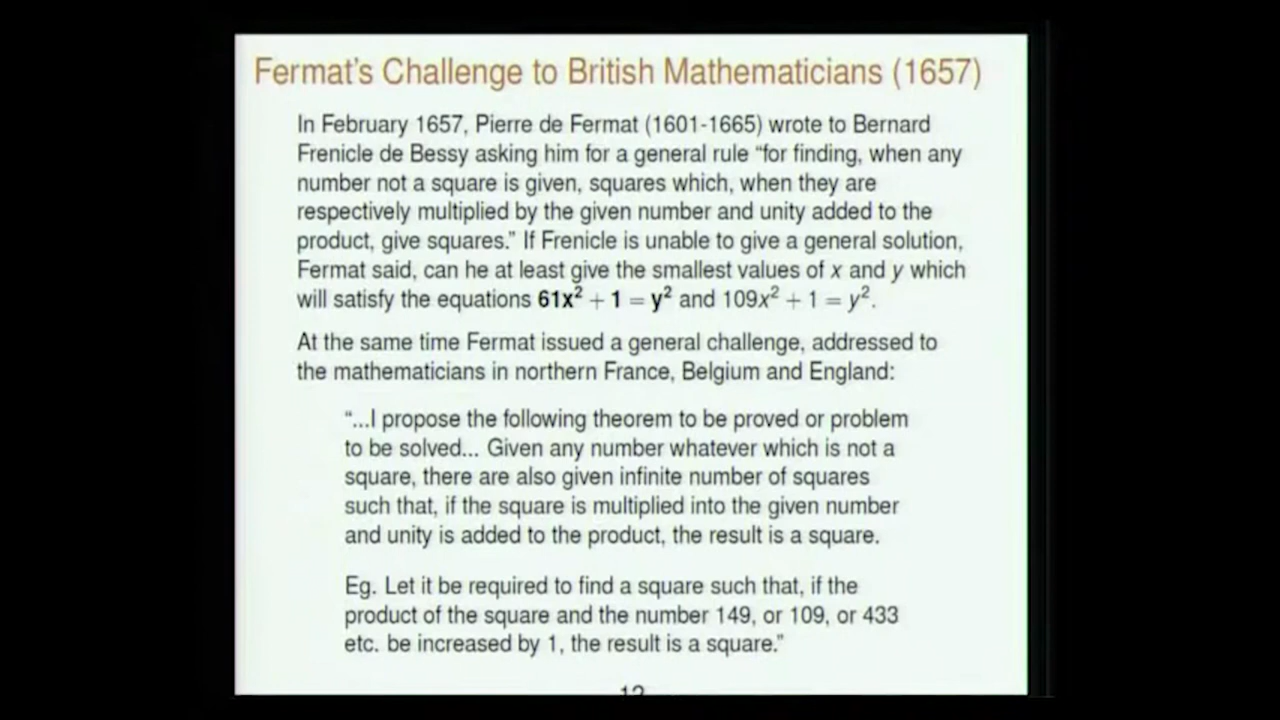 Fermat's Challenge to British Mathematicians (1657)
In February 1657, Pierre de Fermat (1601-1665) wrote to Bernard
Frenicle de Bessy asking him for a general rule “for finding, when any
number not a square is given, squares which, when they are
respectively multiplied by the given number and unity added to the
product, give squares.” If Frenicle is unable to give a general solution,
Fermat said, can he at least give the smallest values of x and y which
will satisfy the equations 61x² + 1 = y² and 109x² + 1 = y².
At the same time Fermat issued a general challenge, addressed to
the mathematicians in northern France, Belgium and England:
“...I propose the following theorem to be proved or problem
to be solved... Given any number whatever which is not a
square, there are also given infinite number of squares
such that, if the square is multiplied into the given number
and unity is added to the product, the result is a square.
Eg. Let it be required to find a square such that, if the
product of the square and the number 149, or 109, or 433
etc. be increased by 1, the result is a square.”